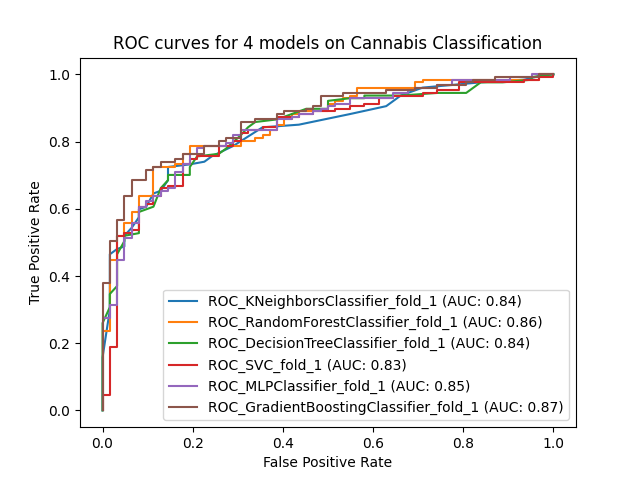 ROC curves for 4 models on Cannabis Classification
True Positive Rate
1.0
0.8
0.6
0.4
0.2
0.0
ROC_KNeighborsClassifier_fold_1 (AUC: 0.84)
ROC_RandomForestClassifier_fold_1 (AUC: 0.86)
ROC_DecisionTreeClassifier_fold_1 (AUC: 0.84)
ROC_SVC_fold_1 (AUC: 0.83)
ROC_MLPClassifier_fold_1 (AUC: 0.85)
ROC_GradientBoostingClassifier_fold_1 (AUC: 0.87)
0.0 0.2 0.4 0.6 0.8 1.0
False Positive Rate